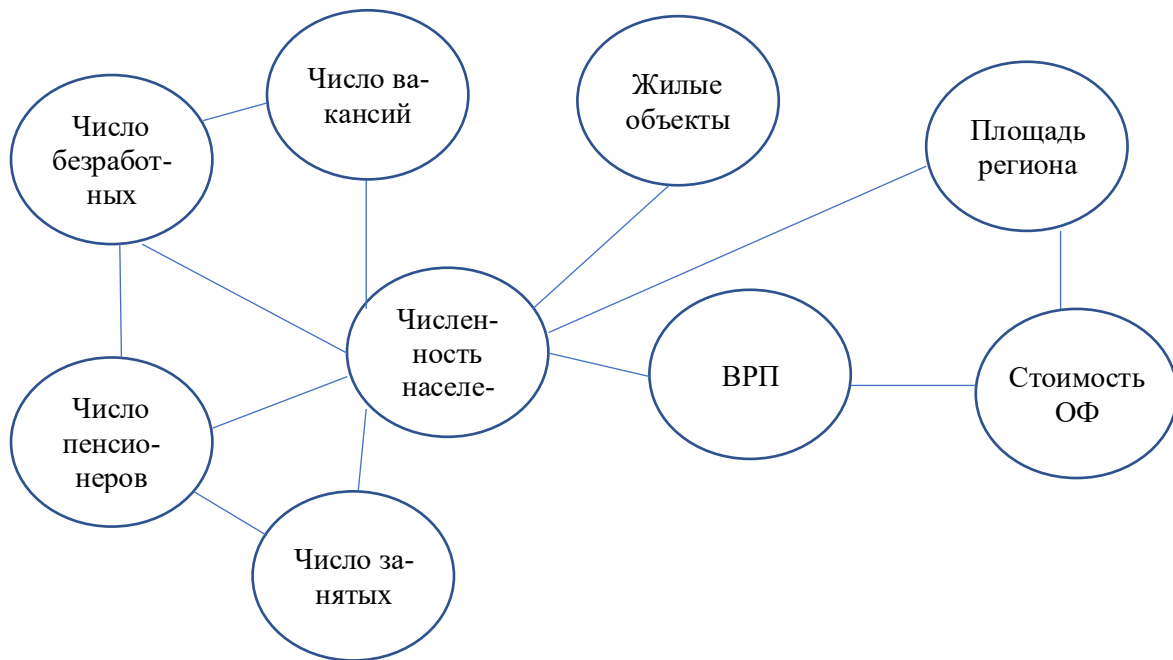 Число ва-
кансий
Жилые
объекты
Число
безработ-
ных
Площадь
региона
Числен-
ность
населе-
ВРП
Стоимость
ОФ
Число
пенсио-
неров
Число за-
нятых